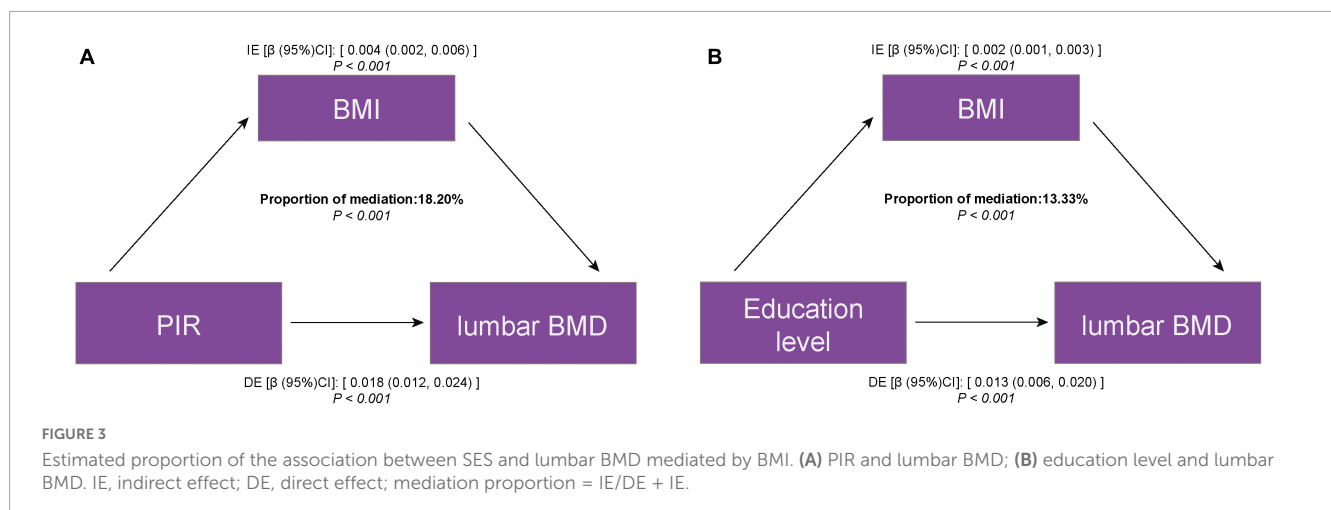 A
IE [β (95%)CI]: [ 0.004 (0.002, 0.006) ]
P < 0.001
BMI
Proportion of mediation:18.20%
P < 0.001
PIR
lumbar BMD
DE [β (95%)CI]: [ 0.018 (0.012, 0.024) ]
P < 0.001
B
IE [β (95%)CI]: [ 0.002 (0.001, 0.003) ]
P < 0.001
BMI
Proportion of mediation:13.33%
P < 0.001
Education
level
lumbar BMD
DE [β (95%)CI]: [ 0.013 (0.006, 0.020) ]
P < 0.001
FIGURE 3
Estimated proportion of the association between SES and lumbar BMD mediated by BMI. (A) PIR and lumbar BMD; (B) education level and lumbar
BMD. IE, indirect effect; DE, direct effect; mediation proportion = IE/DE + IE.